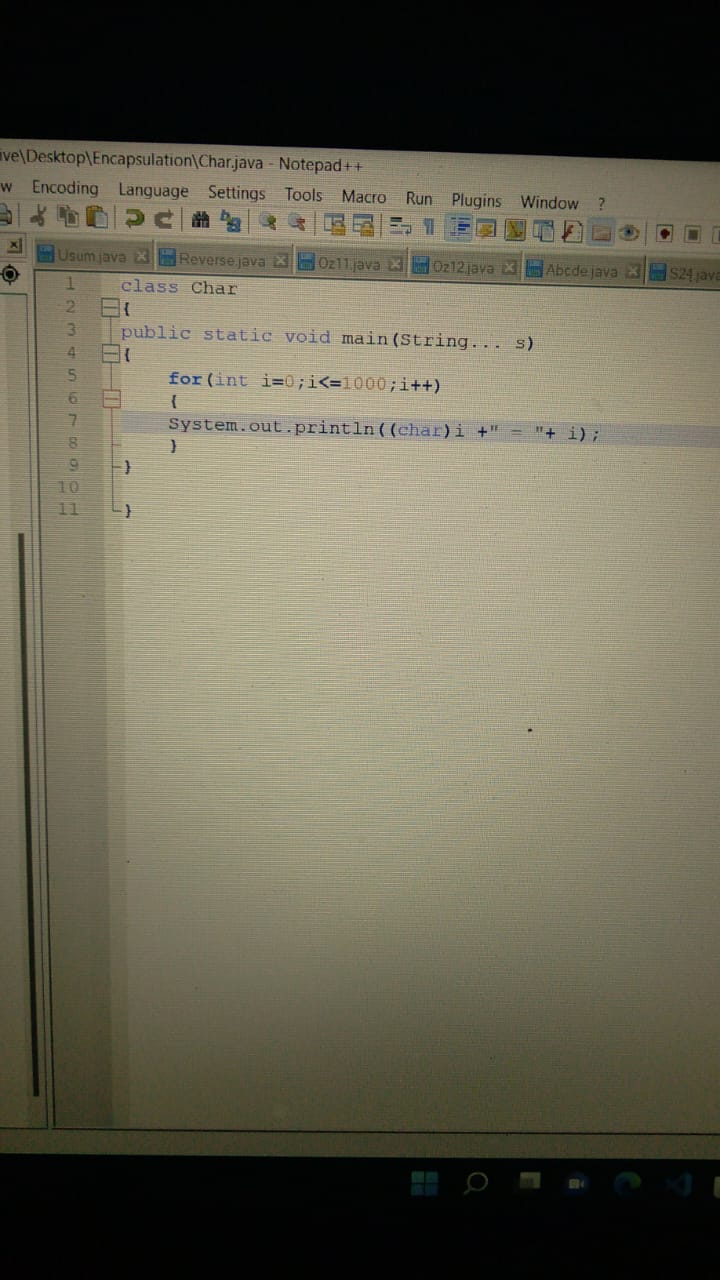 ive\Desktop\Encapsulation\Char.java - Notepad++
w Encoding Language Settings Tools Macro Run Plugins Window ?
Usum.java Reverse.java Oz11.java Oz12.java Abcde.java S24.java
1 class Char
2 {
3 public static void main(String... s)
4 {
5 for(int i=0;i<=1000;i++)
6 {
7 System.out.println((char)i +" = "+ i);
8 }
9 }
10
11 }